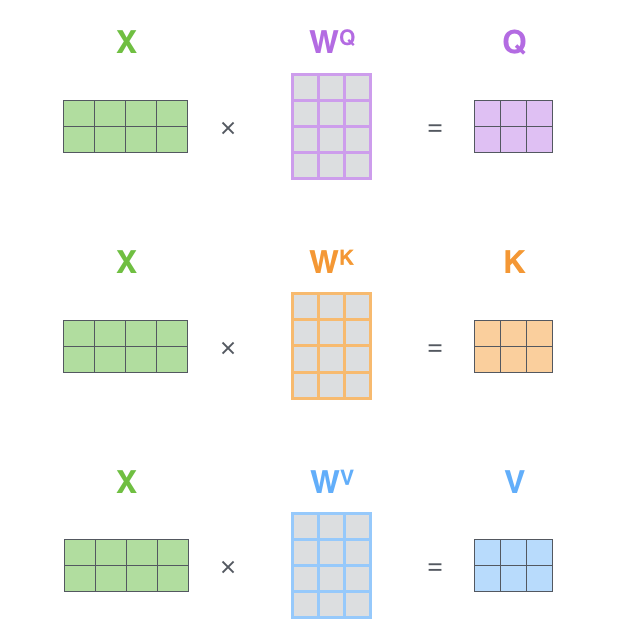 X W^Q Q
× =
X W^K K
× =
X W^V V
× =